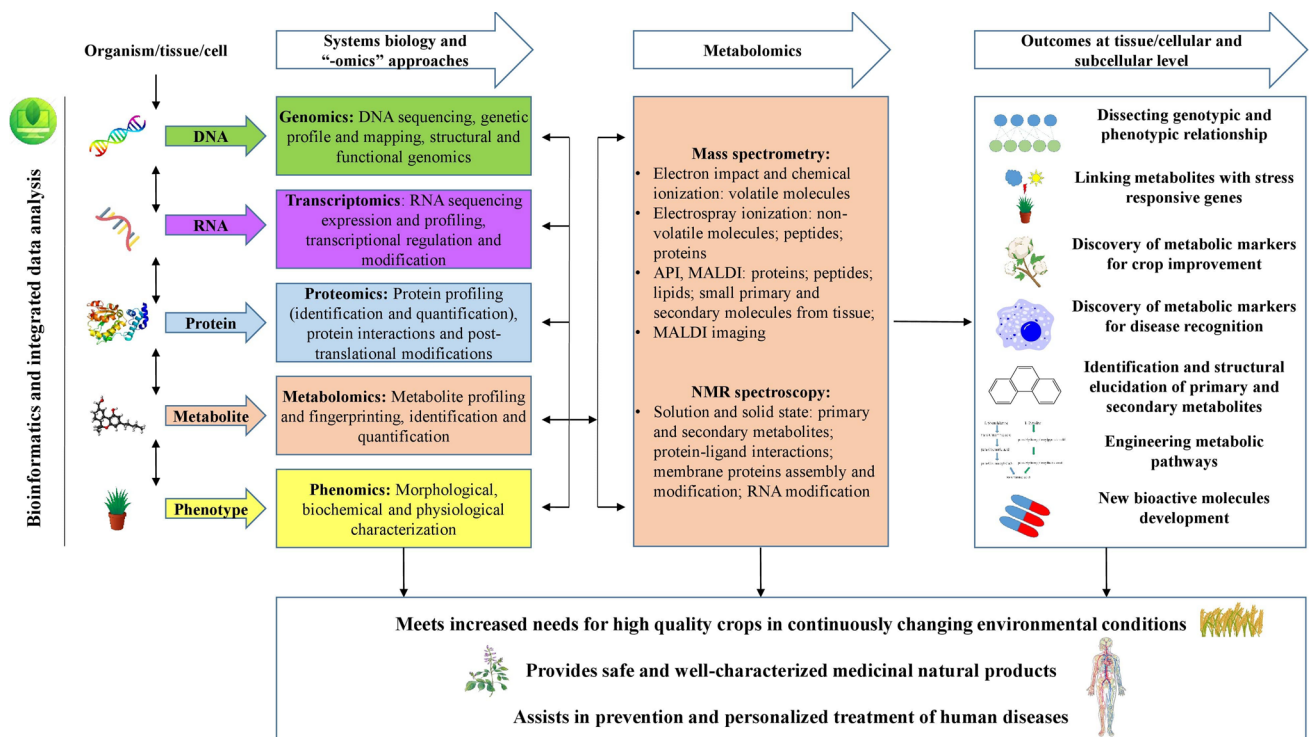 Organism/tissue/cell
Systems biology and
“-omics” approaches
Metabolomics
Outcomes at tissue/cellular and
subcellular level
Bioinformatics and integrated data analysis
DNA
Genomics: DNA sequencing, genetic
profile and mapping, structural and
functional genomics
RNA
Transcriptomics: RNA sequencing
expression and profiling,
transcriptional regulation and
modification
Protein
Proteomics: Protein profiling
(identification and quantification),
protein interactions and post-
translational modifications
Metabolite
Metabolomics: Metabolite profiling
and fingerprinting, identification and
quantification
Phenotype
Phenomics: Morphological,
biochemical and physiological
characterization
Mass spectrometry:
• Electron impact and chemical
ionization: volatile molecules
• Electrospray ionization: non-
volatile molecules; peptides;
proteins
• API, MALDI: proteins; peptides;
lipids; small primary and
secondary molecules from tissue;
• MALDI imaging
NMR spectroscopy:
• Solution and solid state: primary
and secondary metabolites;
protein-ligand interactions;
membrane proteins assembly and
modification; RNA modification
Dissecting genotypic and
phenotypic relationship
Linking metabolites with stress
responsive genes
Discovery of metabolic markers
for crop improvement
Discovery of metabolic markers
for disease recognition
Identification and structural
elucidation of primary and
secondary metabolites
Engineering metabolic
pathways
New bioactive molecules
development
Meets increased needs for high quality crops in continuously changing environmental conditions
Provides safe and well-characterized medicinal natural products
Assists in prevention and personalized treatment of human diseases